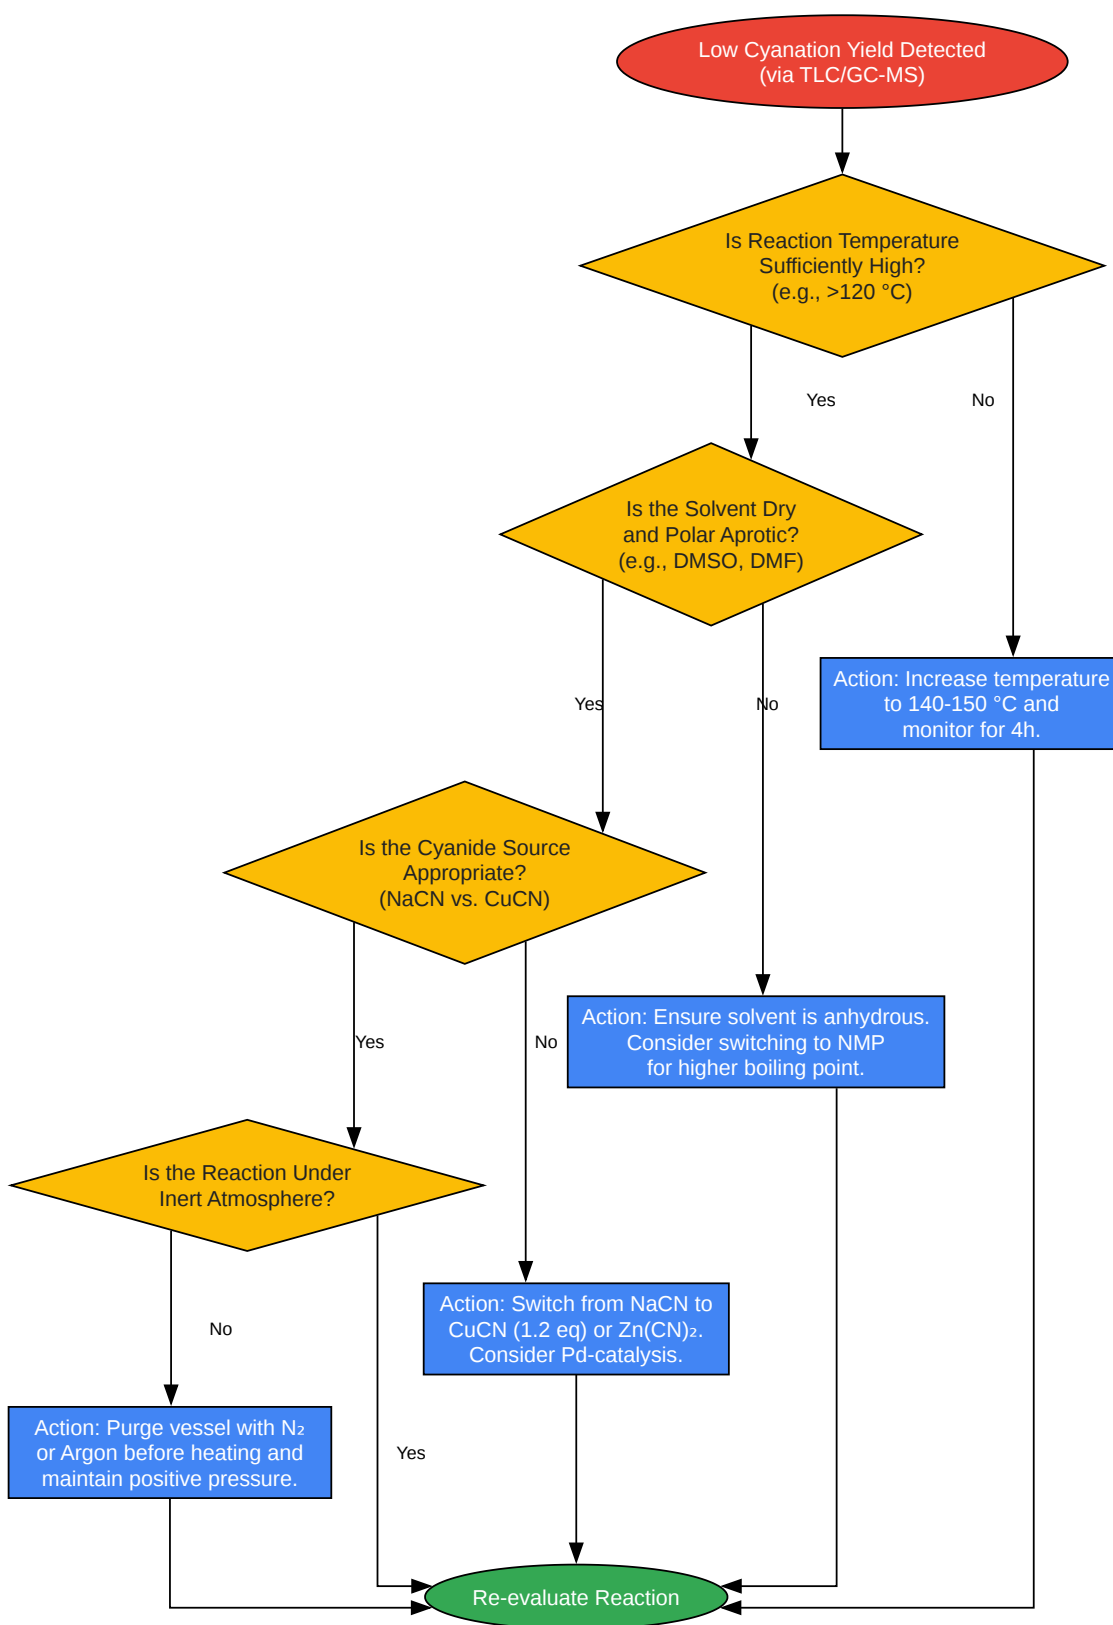 Low Cyanation Yield Detected
(via TLC/GC-MS)
Is Reaction Temperature
Sufficiently High?
(e.g., >120 °C)
Yes
No
Is the Solvent Dry
and Polar Aprotic?
(e.g., DMSO, DMF)
Yes
No
Action: Increase temperature
to 140-150 °C and
monitor for 4h.
Is the Cyanide Source
Appropriate?
(NaCN vs. CuCN)
Yes
No
Action: Ensure solvent is anhydrous.
Consider switching to NMP
for higher boiling point.
Is the Reaction Under
Inert Atmosphere?
No
Yes
Action: Switch from NaCN to
CuCN (1.2 eq) or Zn(CN)₂.
Consider Pd-catalysis.
Action: Purge vessel with N₂
or Argon before heating and
maintain positive pressure.
Re-evaluate Reaction